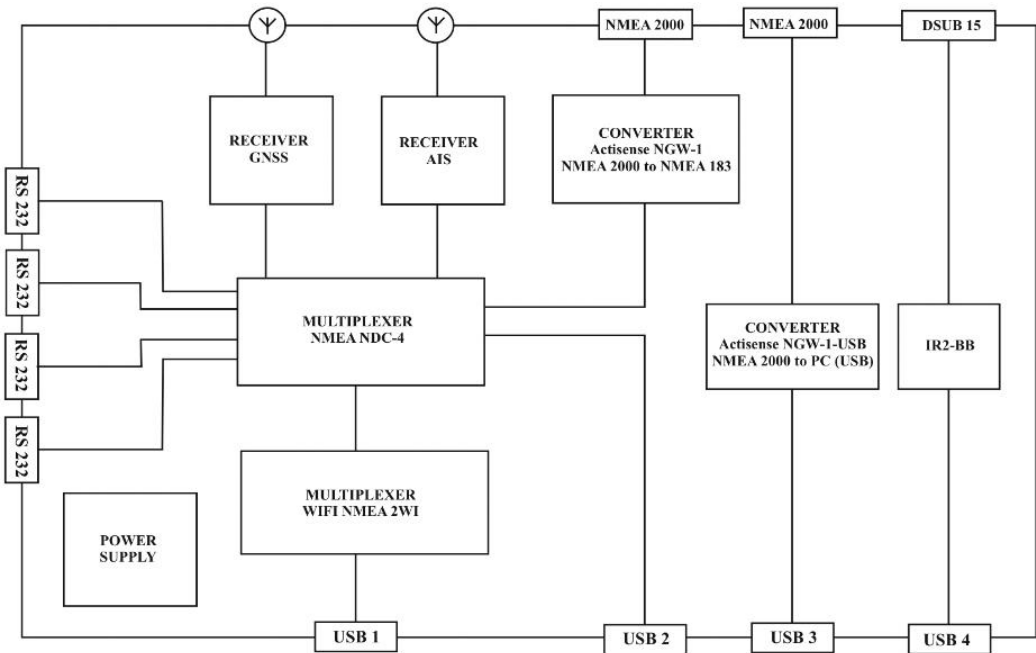 NMEA 2000
NMEA 2000
DSUB 15
RECEIVER
GNSS
RECEIVER
AIS
CONVERTER
Actisense NGW-1
NMEA 2000 to NMEA 183
RS 232
RS 232
RS 232
RS 232
MULTIPLEXER
NMEA NDC-4
CONVERTER
Actisense NGW-1-USB
NMEA 2000 to PC (USB)
IR2-BB
MULTIPLEXER
WIFI NMEA 2WI
POWER
SUPPLY
USB 1
USB 2
USB 3
USB 4